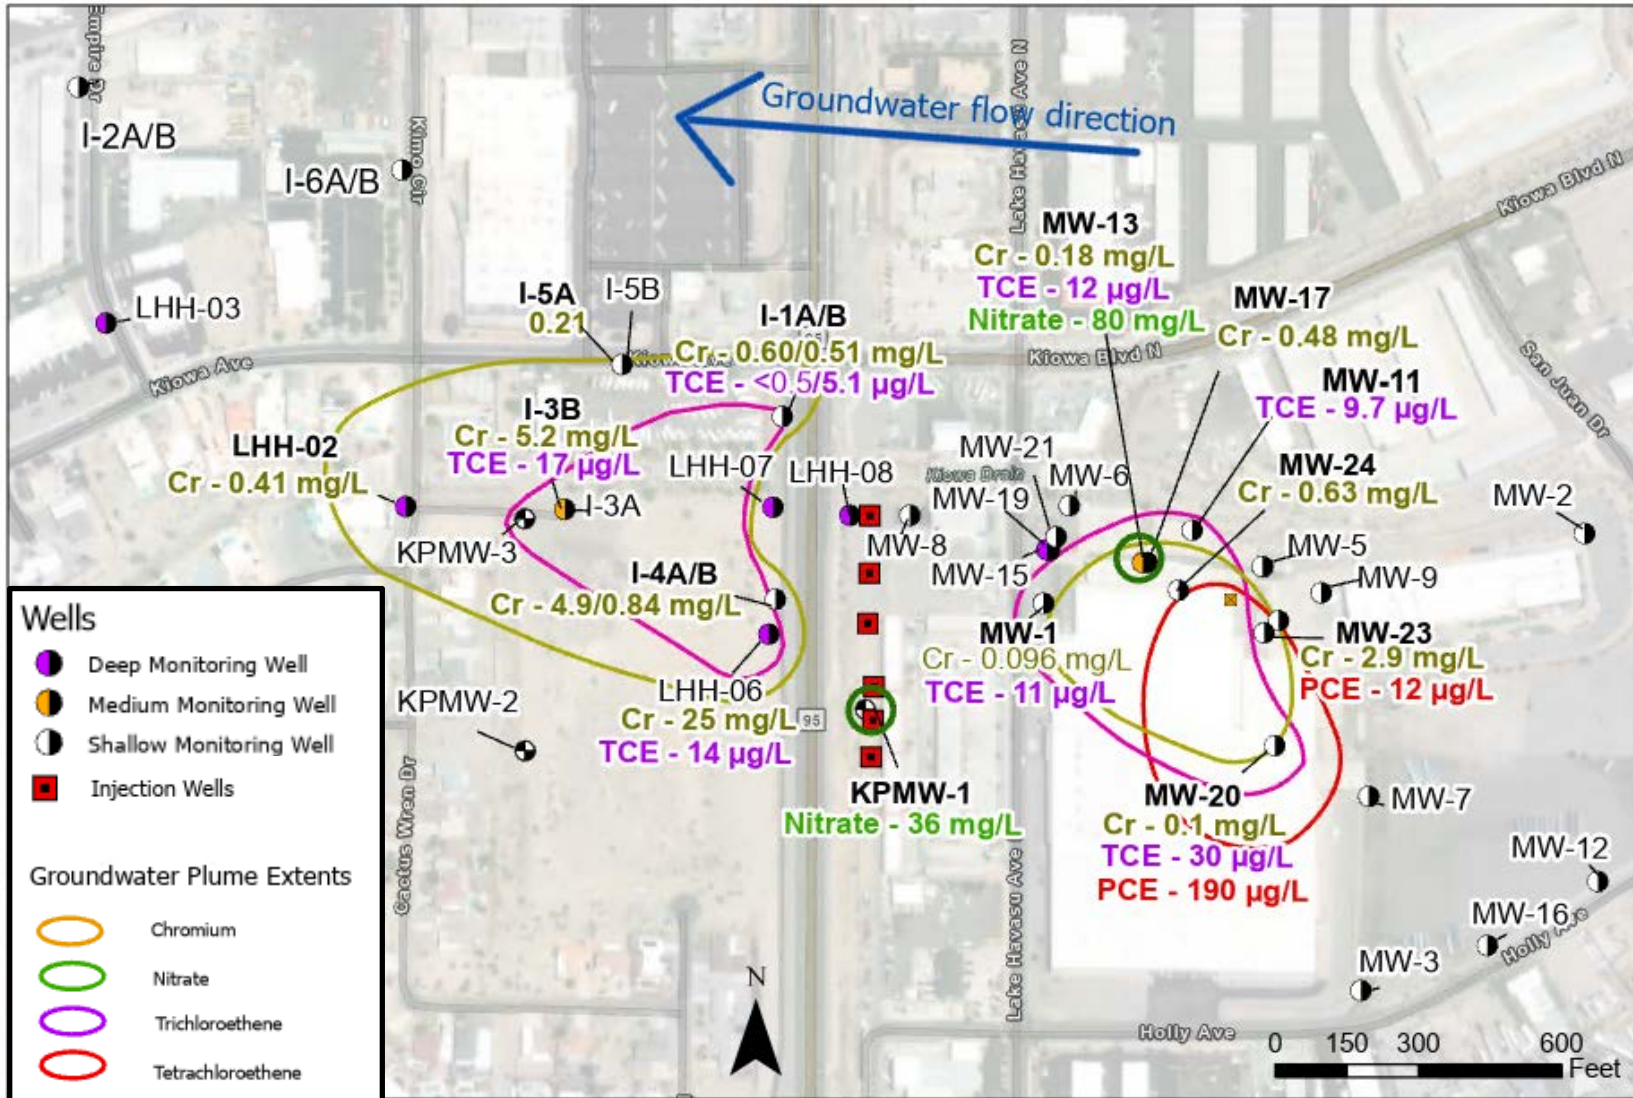 Empire Dr
I-2A/B
I-6A/B
Kimo Cir
Groundwater flow direction
Lake Havasu Ave N
Kiowa Blvd N
San Juan Dr
MW-13
Cr - 0.18 mg/L
TCE - 12 µg/L
Nitrate - 80 mg/L
MW-17
Cr - 0.48 mg/L
MW-11
TCE - 9.7 µg/L
LHH-03
Kiowa Ave
I-5A
0.21
I-5B
I-1A/B
Cr - 0.60/0.51 mg/L
TCE - <0.5/5.1 µg/L
Kiowa Blvd N
I-3B
Cr - 5.2 mg/L
TCE - 17 µg/L
I-3A
LHH-02
Cr - 0.41 mg/L
KPMW-3
LHH-07
LHH-08
MW-8
Kiowa Drain
MW-21
MW-6
MW-19
MW-15
MW-24
Cr - 0.63 mg/L
MW-2
MW-5
MW-9
I-4A/B
Cr - 4.9/0.84 mg/L
MW-1
Cr - 0.096 mg/L
TCE - 11 µg/L
MW-23
Cr - 2.9 mg/L
PCE - 12 µg/L
LHH-06
Cr - 25 mg/L
TCE - 14 µg/L
KPMW-2
95
KPMW-1
Nitrate - 36 mg/L
MW-20
Cr - 0.1 mg/L
TCE - 30 µg/L
PCE - 190 µg/L
MW-7
MW-12
MW-16
MW-3
Holly Ave
Holly Ave
Lake Havasu Ave
Cactus Wren Dr
N
0 150 300 600
Feet
Wells
Deep Monitoring Well
Medium Monitoring Well
Shallow Monitoring Well
Injection Wells
Groundwater Plume Extents
Chromium
Nitrate
Trichloroethene
Tetrachloroethene